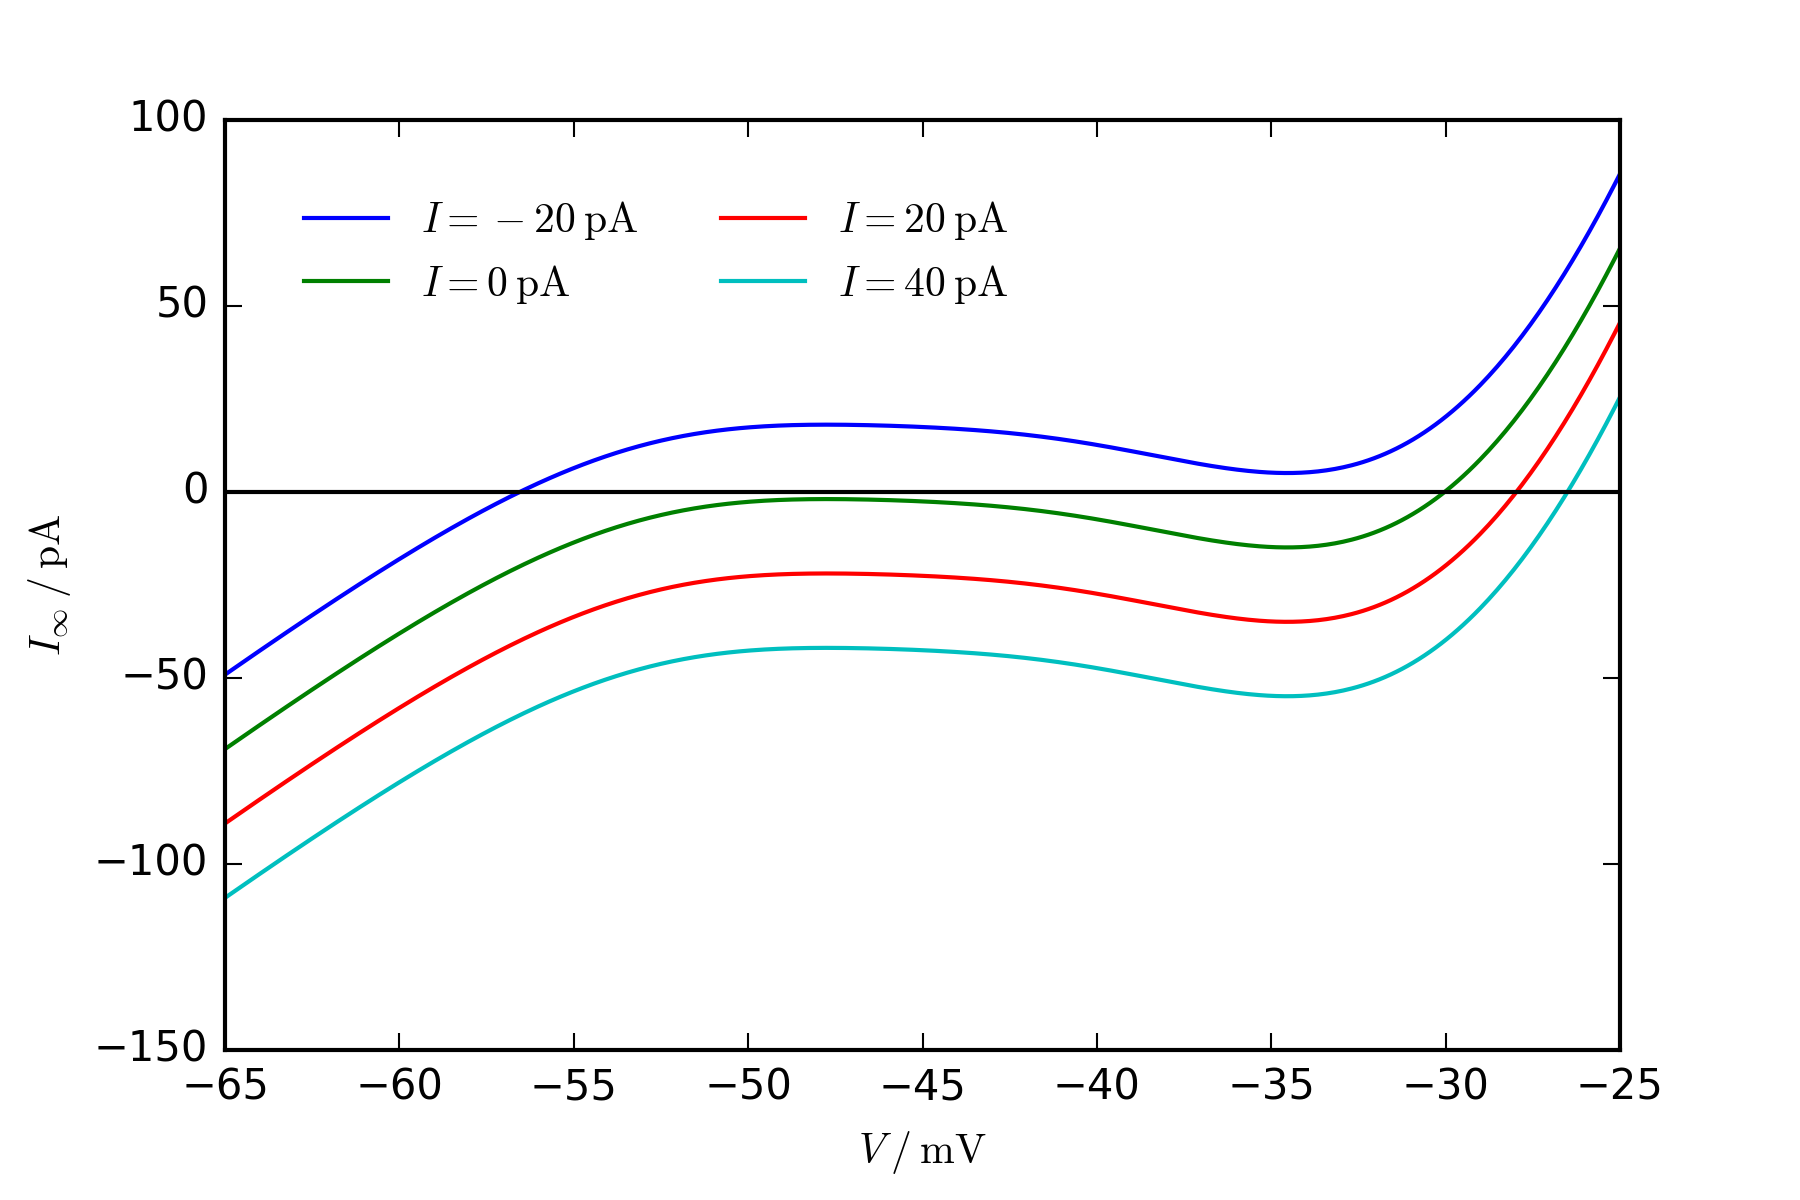 100
50
0
−50
−100
−150
I∞ / pA
I = −20 pA
I = 0 pA
I = 20 pA
I = 40 pA
−65 −60 −55 −50 −45 −40 −35 −30 −25
V / mV